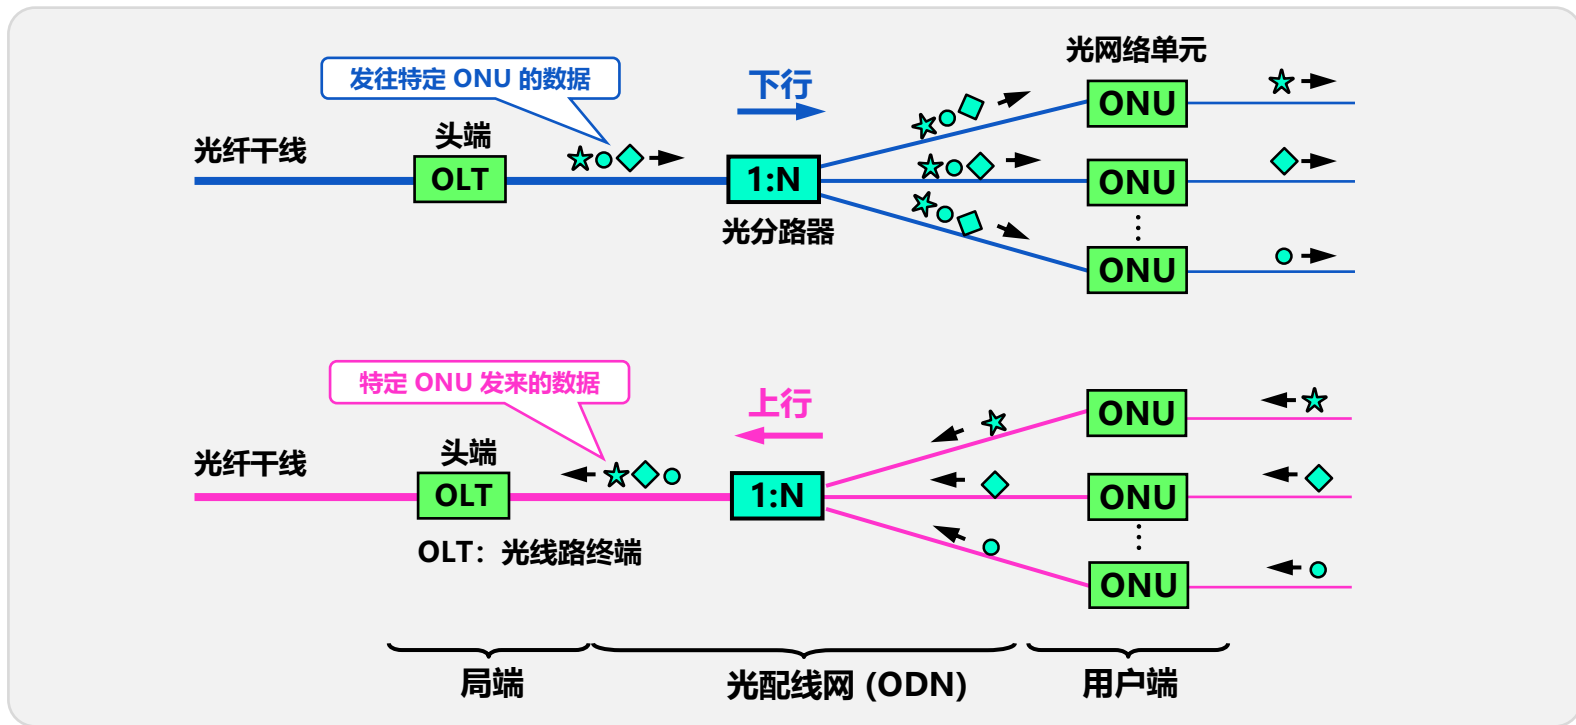 光网络单元
发往特定 ONU 的数据
下行
ONU
头端
光纤干线
OLT
1:N
ONU
光分路器
ONU
特定 ONU 发来的数据
上行
ONU
头端
光纤干线
OLT
1:N
ONU
OLT：光线路终端
ONU
局端
光配线网 (ODN)
用户端